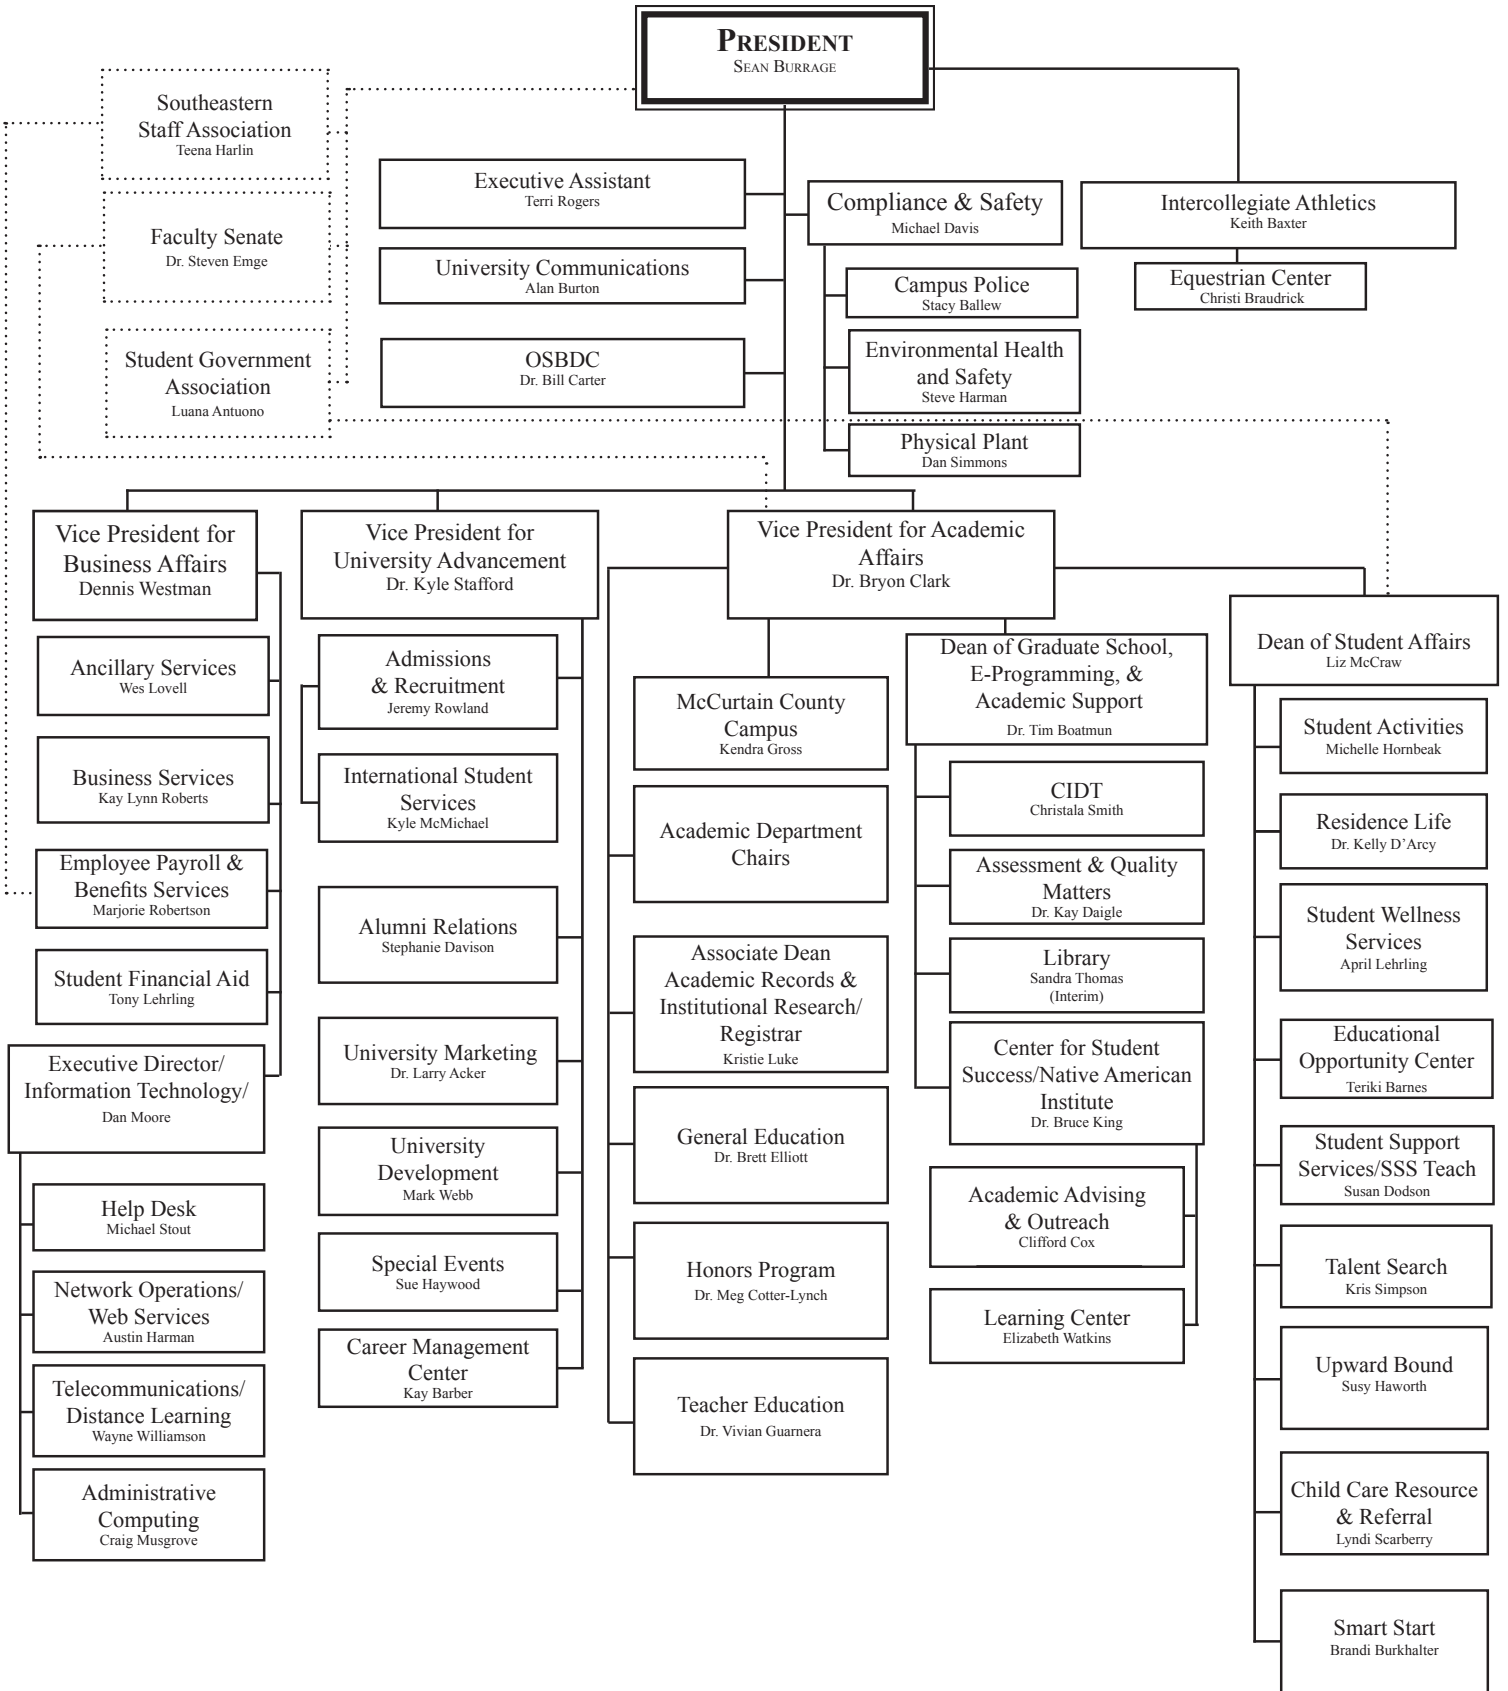 PRESIDENT
SEAN BURRAGE
Southeastern
Staff Association
Teena Harlin
Faculty Senate
Dr. Steven Emge
Student Government
Association
Luana Antuono
Executive Assistant
Terri Rogers
University Communications
Alan Burton
OSBDC
Dr. Bill Carter
Compliance & Safety
Michael Davis
Campus Police
Stacy Ballew
Environmental Health
and Safety
Steve Harman
Physical Plant
Dan Simmons
Intercollegiate Athletics
Keith Baxter
Equestrian Center
Christi Braudrick
Vice President for
Business Affairs
Dennis Westman
Ancillary Services
Wes Lovell
Business Services
Kay Lynn Roberts
Employee Payroll &
Benefits Services
Marjorie Robertson
Student Financial Aid
Tony Lehrling
Executive Director/
Information Technology/
Dan Moore
Help Desk
Michael Stout
Network Operations/
Web Services
Austin Harman
Telecommunications/
Distance Learning
Wayne Williamson
Administrative
Computing
Craig Musgrove
Vice President for
University Advancement
Dr. Kyle Stafford
Admissions
& Recruitment
Jeremy Rowland
International Student
Services
Kyle McMichael
Alumni Relations
Stephanie Davison
University Marketing
Dr. Larry Acker
University
Development
Mark Webb
Special Events
Sue Haywood
Career Management
Center
Kay Barber
Vice President for Academic
Affairs
Dr. Bryon Clark
McCurtain County
Campus
Kendra Gross
Academic Department
Chairs
Associate Dean
Academic Records &
Institutional Research/
Registrar
Kristie Luke
General Education
Dr. Brett Elliott
Honors Program
Dr. Meg Cotter-Lynch
Teacher Education
Dr. Vivian Guarnera
Dean of Graduate School,
E-Programming, &
Academic Support
Dr. Tim Boatmun
CIDT
Christala Smith
Assessment & Quality
Matters
Dr. Kay Daigle
Library
Sandra Thomas
(Interim)
Center for Student
Success/Native American
Institute
Dr. Bruce King
Academic Advising
& Outreach
Clifford Cox
Learning Center
Elizabeth Watkins
Dean of Student Affairs
Liz McCraw
Student Activities
Michelle Hornbeak
Residence Life
Dr. Kelly D’Arcy
Student Wellness
Services
April Lehrling
Educational
Opportunity Center
Teriki Barnes
Student Support
Services/SSS Teach
Susan Dodson
Talent Search
Kris Simpson
Upward Bound
Susy Haworth
Child Care Resource
& Referral
Lyndi Scarberry
Smart Start
Brandi Burkhalter